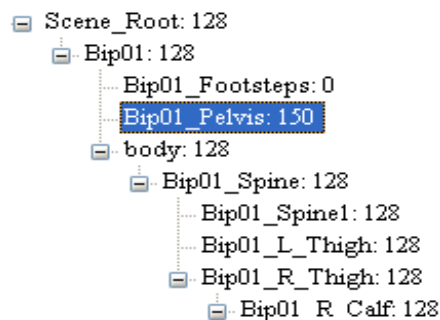 Scene_Root: 128
Bip01: 128
Bip01_Footsteps: 0
Bip01_Pelvis: 150
body: 128
Bip01_Spine: 128
Bip01_Spine1: 128
Bip01_L_Thigh: 128
Bip01_R_Thigh: 128
Bip01_R_Calf: 128